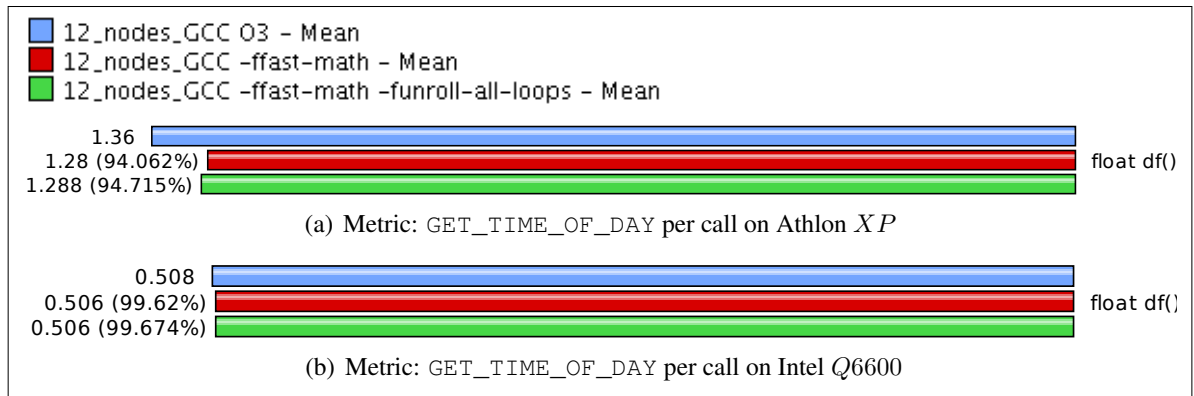 12_nodes_GCC O3 – Mean
12_nodes_GCC –ffast–math – Mean
12_nodes_GCC –ffast–math –funroll–all–loops – Mean
1.36
1.28 (94.062%) float df()
1.288 (94.715%)
(a) Metric: GET_TIME_OF_DAY per call on Athlon XP
0.508
0.506 (99.62%) float df()
0.506 (99.674%)
(b) Metric: GET_TIME_OF_DAY per call on Intel Q6600